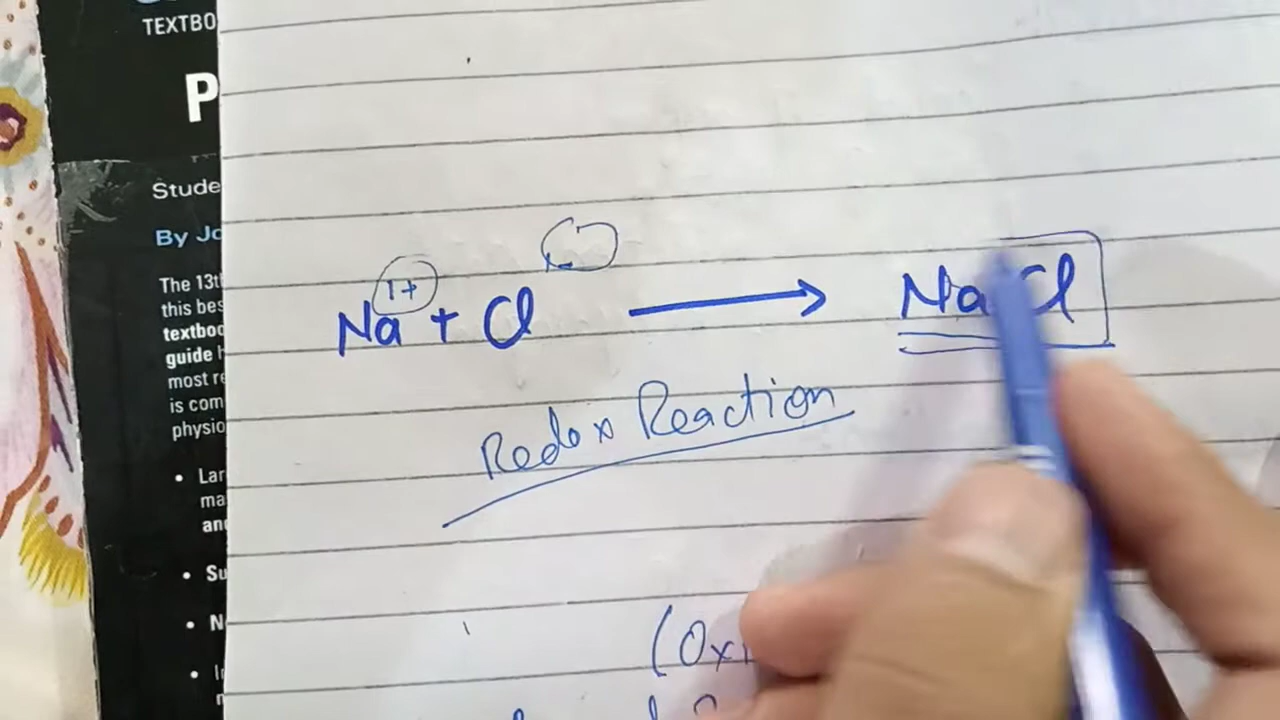 TEXTBO
P
Stude
By Jo
The 13t
this bes
textboo
guide
most re
is com
physio
• Lar
ma
an
• Su
• N
1+
Na + Cl → NaCl
Redox Reaction
(Ox